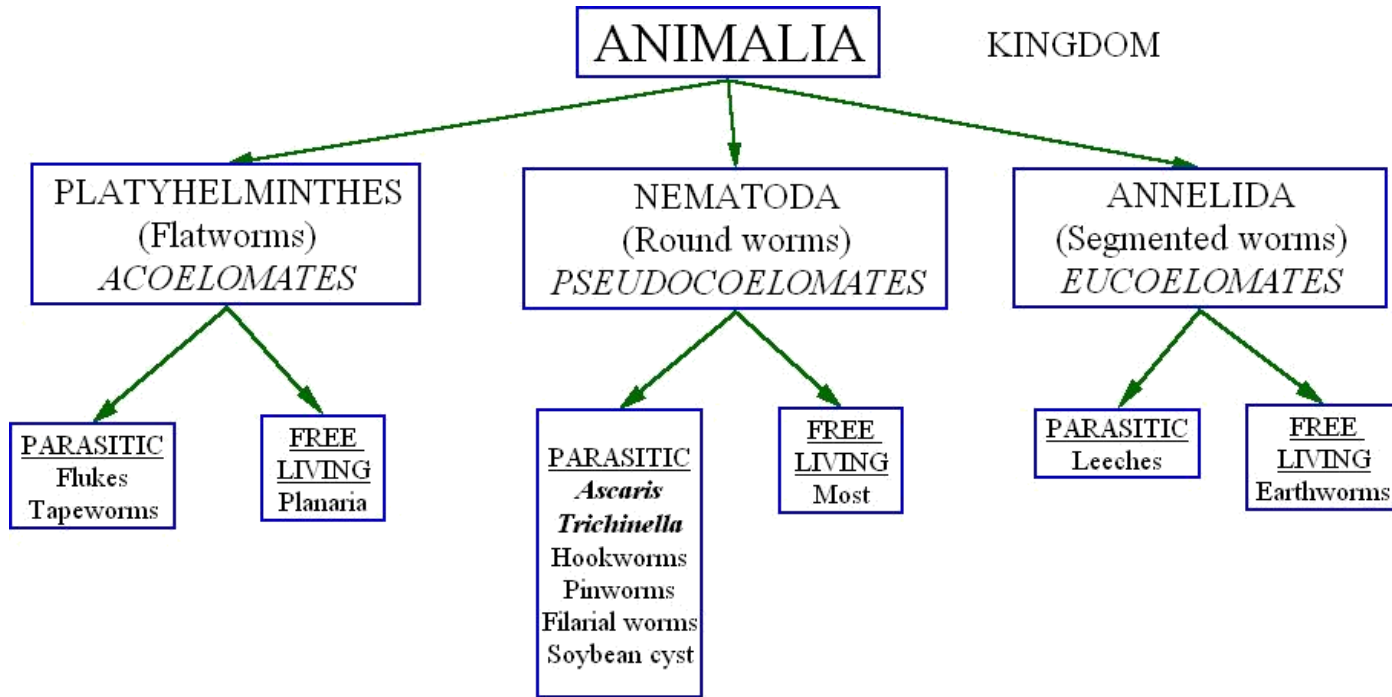 ANIMALIA
KINGDOM
PLATYHELMINTHES
(Flatworms)
ACOELOMATES
NEMATODA
(Round worms)
PSEUDOCOELOMATES
ANNELIDA
(Segmented worms)
EUCOELOMATES
PARASITIC
Flukes
Tapeworms
FREE
LIVING
Planaria
PARASITIC
Ascaris
Trichinella
Hookworms
Pinworms
Filarial worms
Soybean cyst
FREE
LIVING
Most
PARASITIC
Leeches
FREE
LIVING
Earthworms